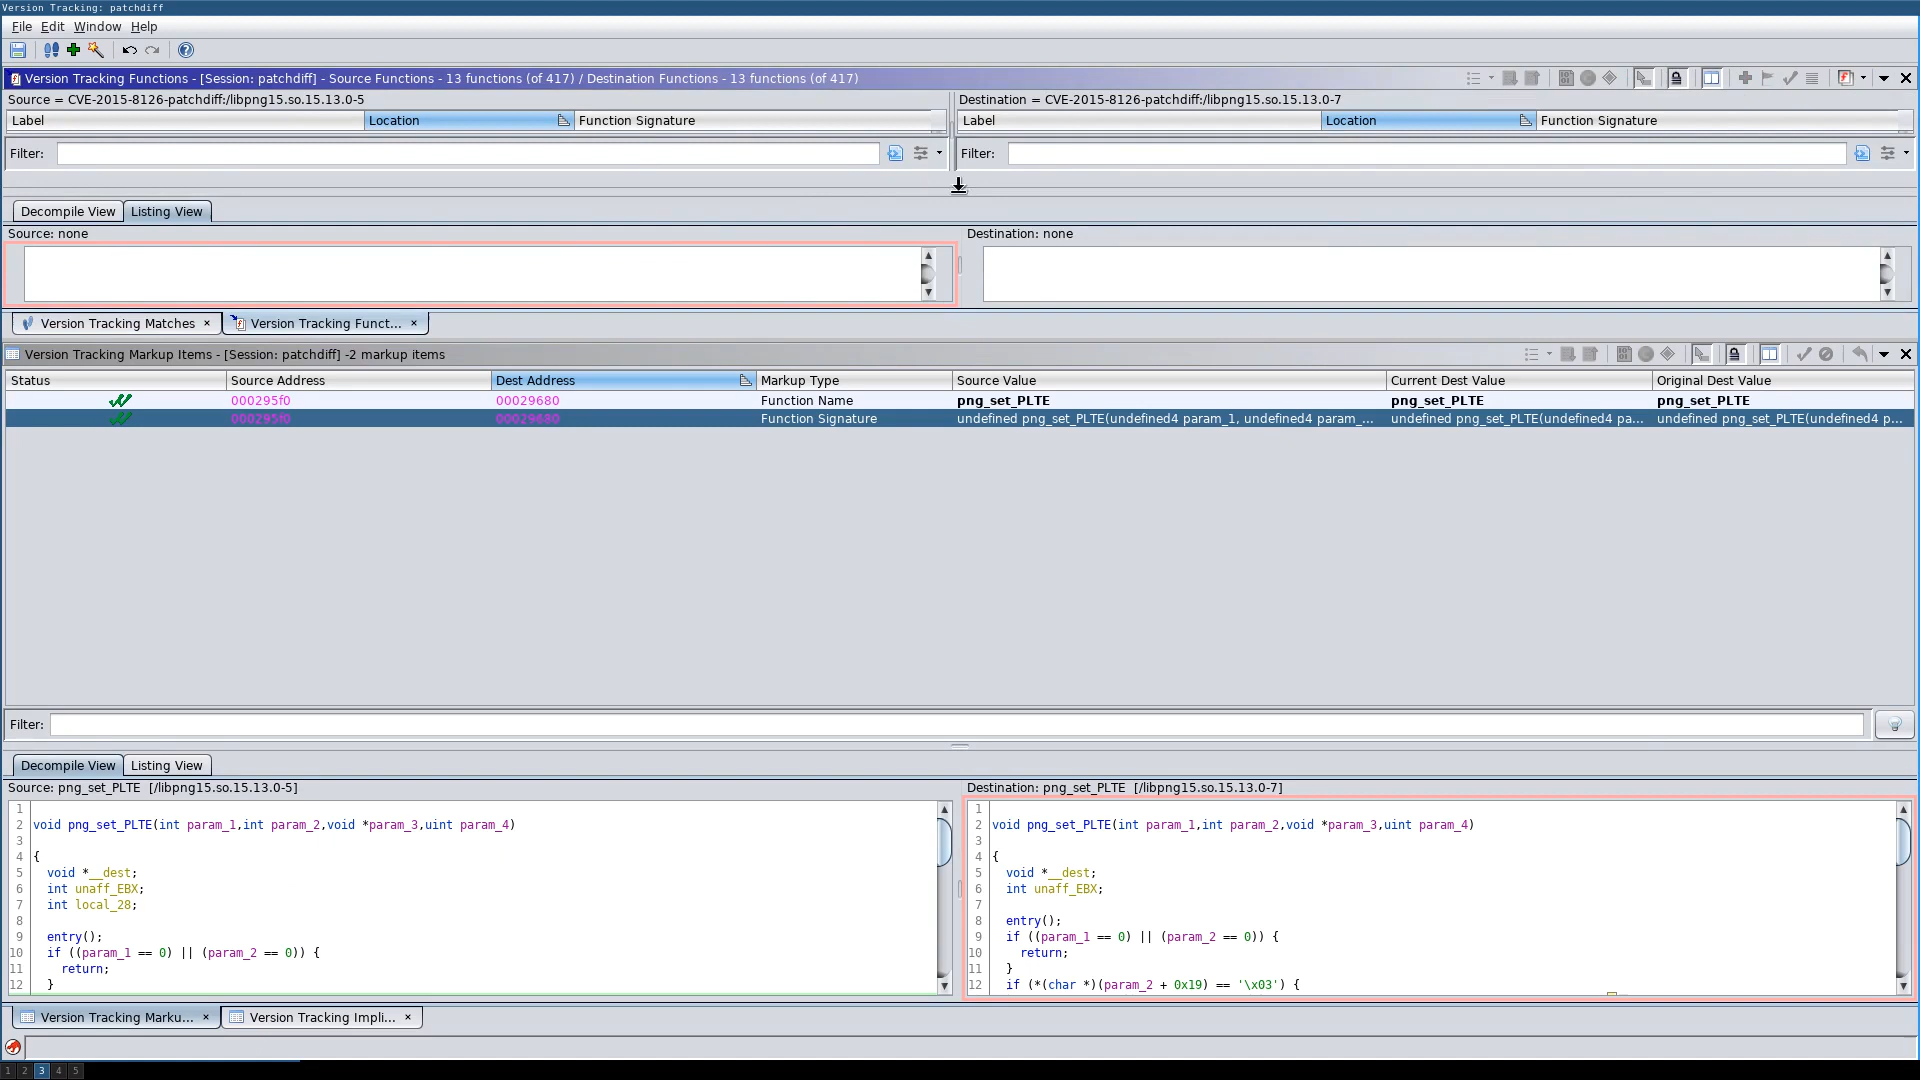 Version Tracking: patchdiff
File Edit Window Help
Version Tracking Functions - [Session: patchdiff] - Source Functions - 13 functions (of 417) / Destination Functions - 13 functions (of 417)
Source = CVE-2015-8126-patchdiff:/libpng15.so.15.13.0-5
Destination = CVE-2015-8126-patchdiff:/libpng15.so.15.13.0-7
Label Location Function Signature
Label Location Function Signature
Filter:
Filter:
Decompile View Listing View
Source: none
Destination: none
Version Tracking Matches × Version Tracking Funct... ×
Version Tracking Markup Items - [Session: patchdiff] -2 markup items
Status Source Address Dest Address Markup Type Source Value Current Dest Value Original Dest Value
000295f0 00029680 Function Name png_set_PLTE png_set_PLTE png_set_PLTE
000295f0 00029680 Function Signature undefined png_set_PLTE(undefined4 param_1, undefined4 param_... undefined png_set_PLTE(undefined4 pa... undefined png_set_PLTE(undefined4 p...
Filter:
Decompile View Listing View
Source: png_set_PLTE [/libpng15.so.15.13.0-5]
1
2 void png_set_PLTE(int param_1,int param_2,void *param_3,uint param_4)
3
4 {
5 void *__dest;
6 int unaff_EBX;
7 int local_28;
8
9 entry();
10 if ((param_1 == 0) || (param_2 == 0)) {
11 return;
12 }
Destination: png_set_PLTE [/libpng15.so.15.13.0-7]
1
2 void png_set_PLTE(int param_1,int param_2,void *param_3,uint param_4)
3
4 {
5 void *__dest;
6 int unaff_EBX;
7
8 entry();
9 if ((param_1 == 0) || (param_2 == 0)) {
10 return;
11 }
12 if (*(char *)(param_2 + 0x19) == '\x03') {
Version Tracking Marku... × Version Tracking Impli... ×
1 2 3 4 5